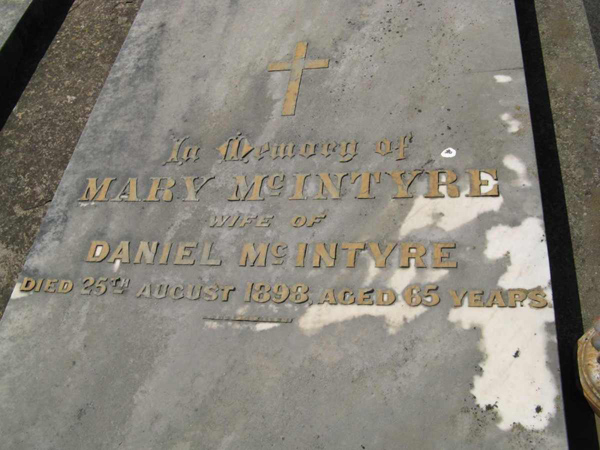 In Memory of
MARY McINTYRE
WIFE OF
DANIEL McINTYRE
DIED 25TH AUGUST 1898, AGED 65 YEARS.